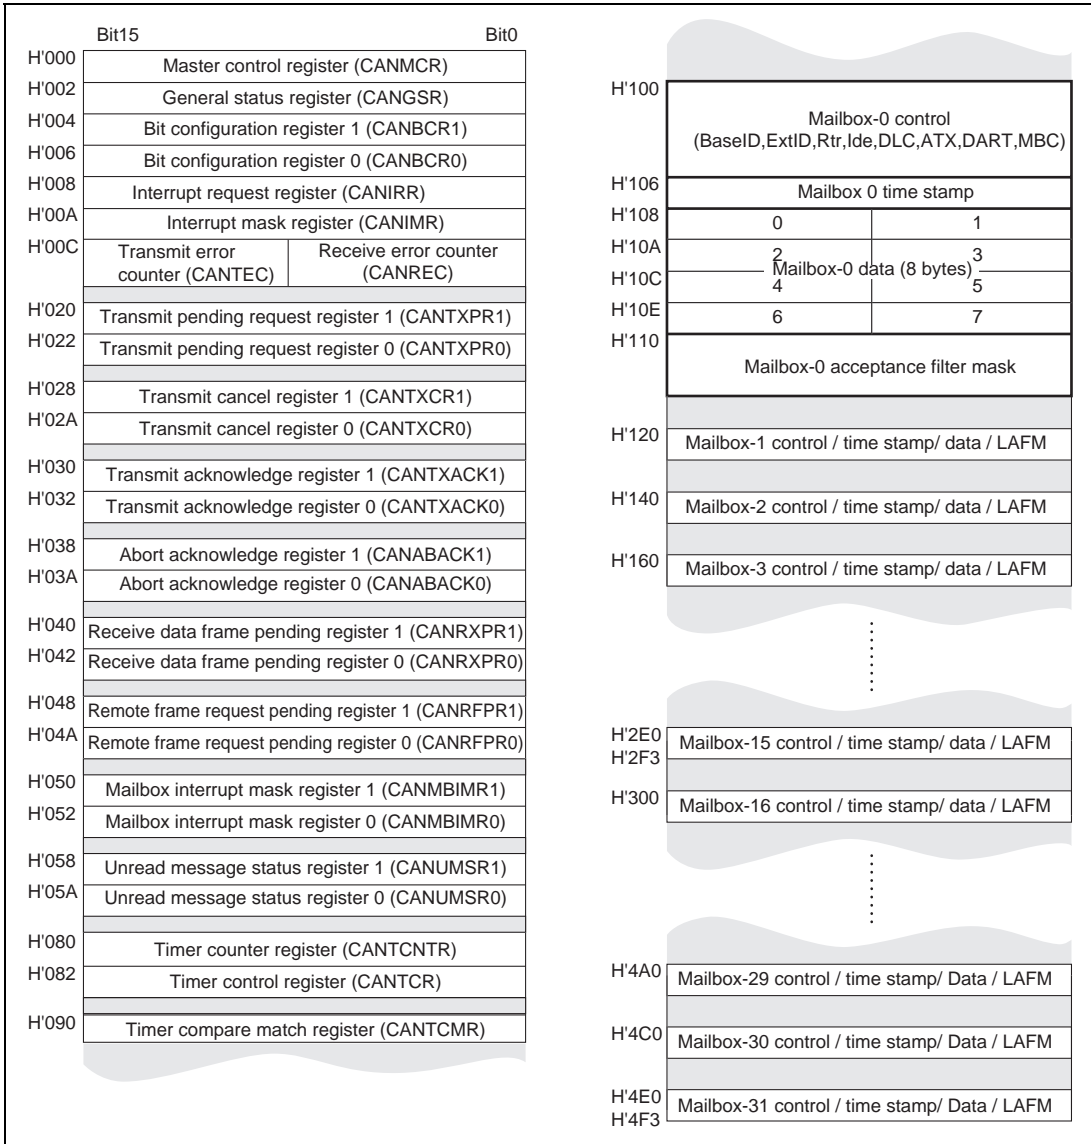 Bit15 Bit0
H'000 Master control register (CANMCR)
H'002 General status register (CANGSR)
H'004 Bit configuration register 1 (CANBCR1)
H'006 Bit configuration register 0 (CANBCR0)
H'008 Interrupt request register (CANIRR)
H'00A Interrupt mask register (CANIMR)
H'00C Transmit error counter (CANTEC) Receive error counter (CANREC)
H'020 Transmit pending request register 1 (CANTXPR1)
H'022 Transmit pending request register 0 (CANTXPR0)
H'028 Transmit cancel register 1 (CANTXCR1)
H'02A Transmit cancel register 0 (CANTXCR0)
H'030 Transmit acknowledge register 1 (CANTXACK1)
H'032 Transmit acknowledge register 0 (CANTXACK0)
H'038 Abort acknowledge register 1 (CANABACK1)
H'03A Abort acknowledge register 0 (CANABACK0)
H'040 Receive data frame pending register 1 (CANRXPR1)
H'042 Receive data frame pending register 0 (CANRXPR0)
H'048 Remote frame request pending register 1 (CANRFPR1)
H'04A Remote frame request pending register 0 (CANRFPR0)
H'050 Mailbox interrupt mask register 1 (CANMBIMR1)
H'052 Mailbox interrupt mask register 0 (CANMBIMR0)
H'058 Unread message status register 1 (CANUMSR1)
H'05A Unread message status register 0 (CANUMSR0)
H'080 Timer counter register (CANTCNTR)
H'082 Timer control register (CANTCR)
H'090 Timer compare match register (CANTCMR)
H'100 Mailbox-0 control
(BaseID,ExtID,Rtr,Ide,DLC,ATX,DART,MBC)
H'106 Mailbox 0 time stamp
H'108 0 1
H'10A 2 3
Mailbox-0 data (8 bytes)
H'10C 4 5
H'10E 6 7
H'110 Mailbox-0 acceptance filter mask
H'120 Mailbox-1 control / time stamp/ data / LAFM
H'140 Mailbox-2 control / time stamp/ data / LAFM
H'160 Mailbox-3 control / time stamp/ data / LAFM
H'2E0 Mailbox-15 control / time stamp/ data / LAFM
H'2F3
H'300 Mailbox-16 control / time stamp/ data / LAFM
H'4A0 Mailbox-29 control / time stamp/ Data / LAFM
H'4C0 Mailbox-30 control / time stamp/ Data / LAFM
H'4E0 Mailbox-31 control / time stamp/ Data / LAFM
H'4F3